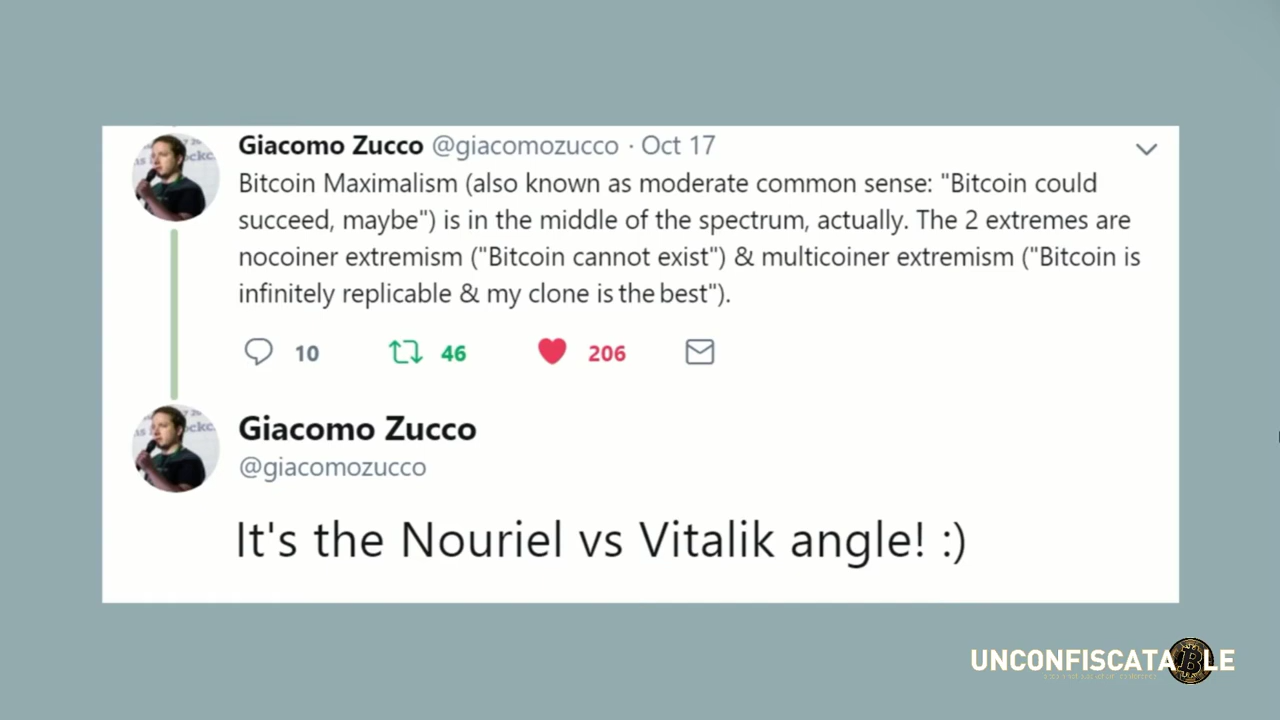 Giacomo Zucco @giacomozucco · Oct 17
Bitcoin Maximalism (also known as moderate common sense: "Bitcoin could
succeed, maybe") is in the middle of the spectrum, actually. The 2 extremes are
nocoiner extremism ("Bitcoin cannot exist") & multicoiner extremism ("Bitcoin is
infinitely replicable & my clone is the best").
10 46 206
Giacomo Zucco
@giacomozucco
It's the Nouriel vs Vitalik angle! :)
UNCONFISCATABLE